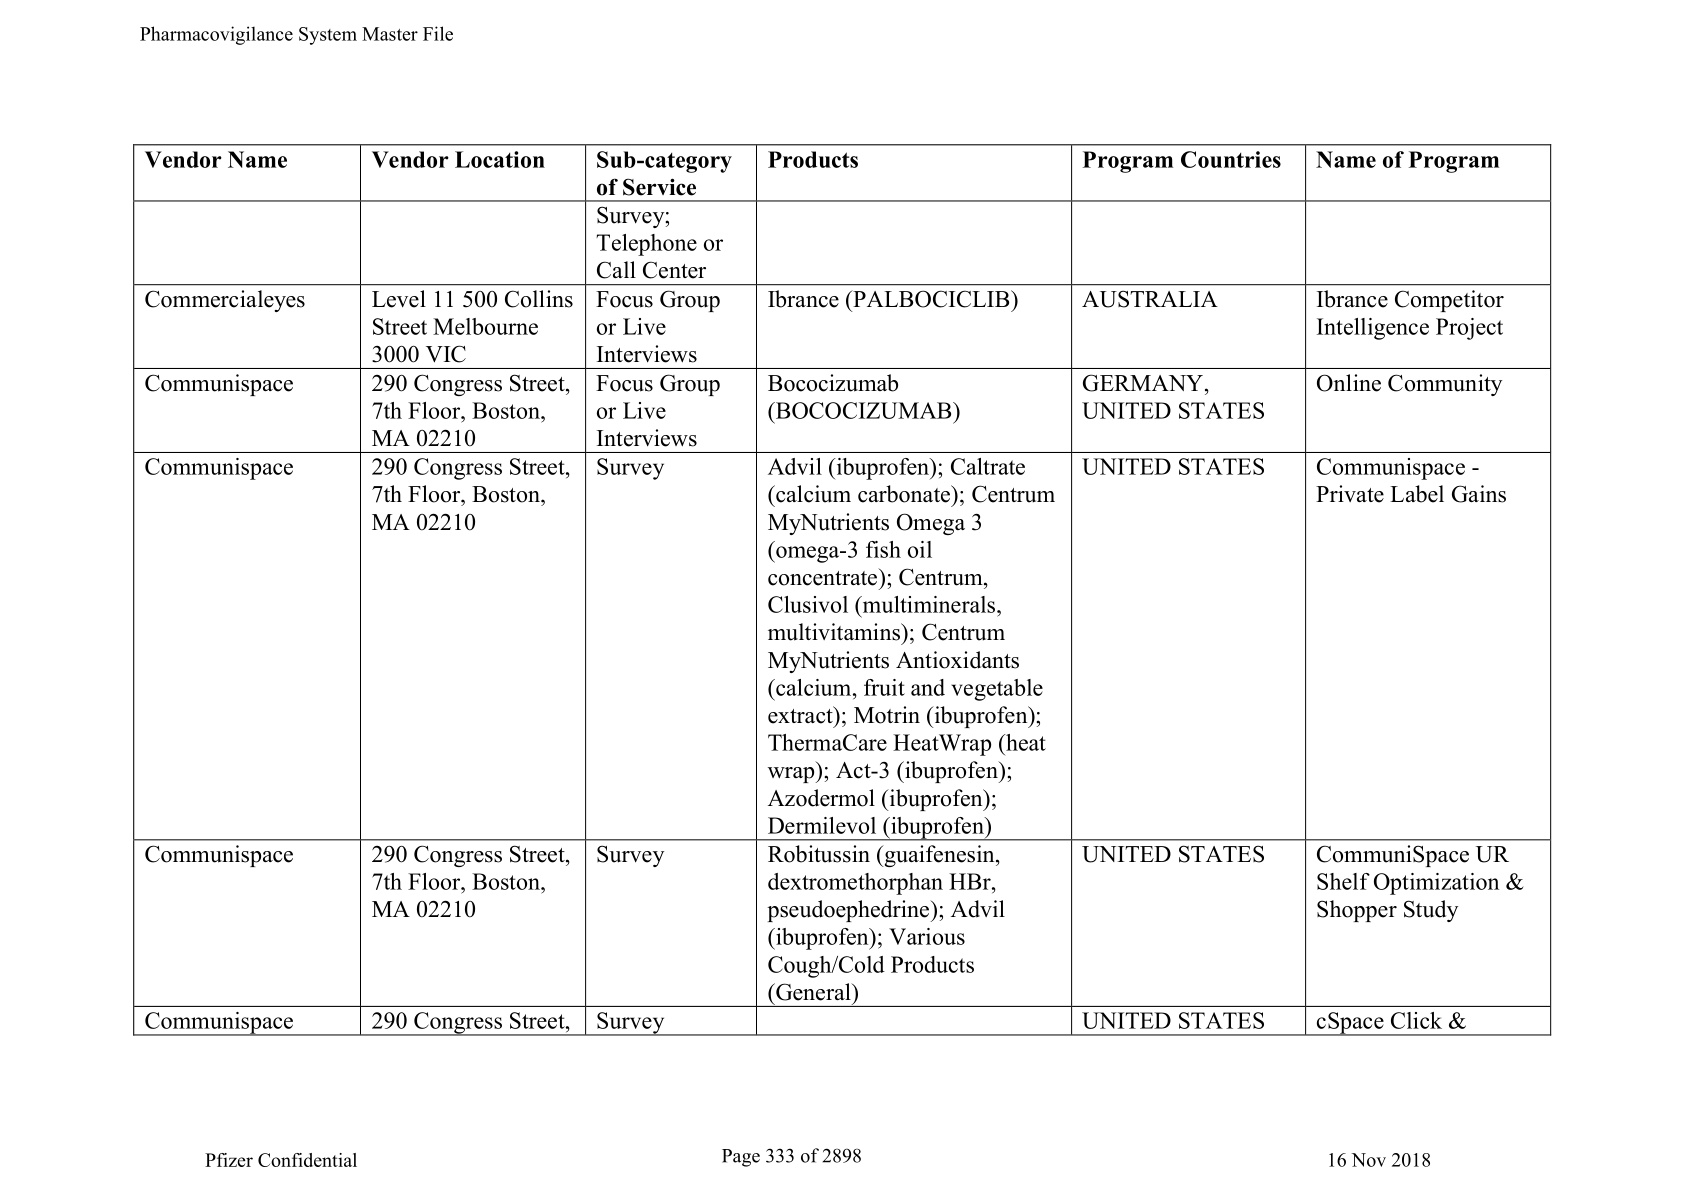 Pharmacovigilance System Master File
Vendor Name
Vendor Location
Sub-category
of Service
Products
Program Countries
Name of Program
Survey;
Telephone or
Call Center
Commercialeyes
Level 11 500 Collins
Street Melbourne
3000 VIC
Focus Group
or Live
Interviews
Ibrance (PALBOCICLIB)
AUSTRALIA
Ibrance Competitor
Intelligence Project
Communispace
290 Congress Street,
7th Floor, Boston,
MA 02210
Focus Group
or Live
Interviews
Bococizumab
(BOCOCIZUMAB)
GERMANY,
UNITED STATES
Online Community
Communispace
290 Congress Street,
7th Floor, Boston,
MA 02210
Survey
Advil (ibuprofen); Caltrate
(calcium carbonate); Centrum
MyNutrients Omega 3
(omega-3 fish oil
concentrate); Centrum,
Clusivol (multiminerals,
multivitamins); Centrum
MyNutrients Antioxidants
(calcium, fruit and vegetable
extract); Motrin (ibuprofen);
ThermaCare HeatWrap (heat
wrap); Act-3 (ibuprofen);
Azodermol (ibuprofen);
Dermilevol (ibuprofen)
UNITED STATES
Communispace -
Private Label Gains
Communispace
290 Congress Street,
7th Floor, Boston,
MA 02210
Survey
Robitussin (guaifenesin,
dextromethorphan HBr,
pseudoephedrine); Advil
(ibuprofen); Various
Cough/Cold Products
(General)
UNITED STATES
CommuniSpace UR
Shelf Optimization &
Shopper Study
Communispace
290 Congress Street,
Survey
UNITED STATES
cSpace Click &
Pfizer Confidential
Page 333 of 2898
16 Nov 2018